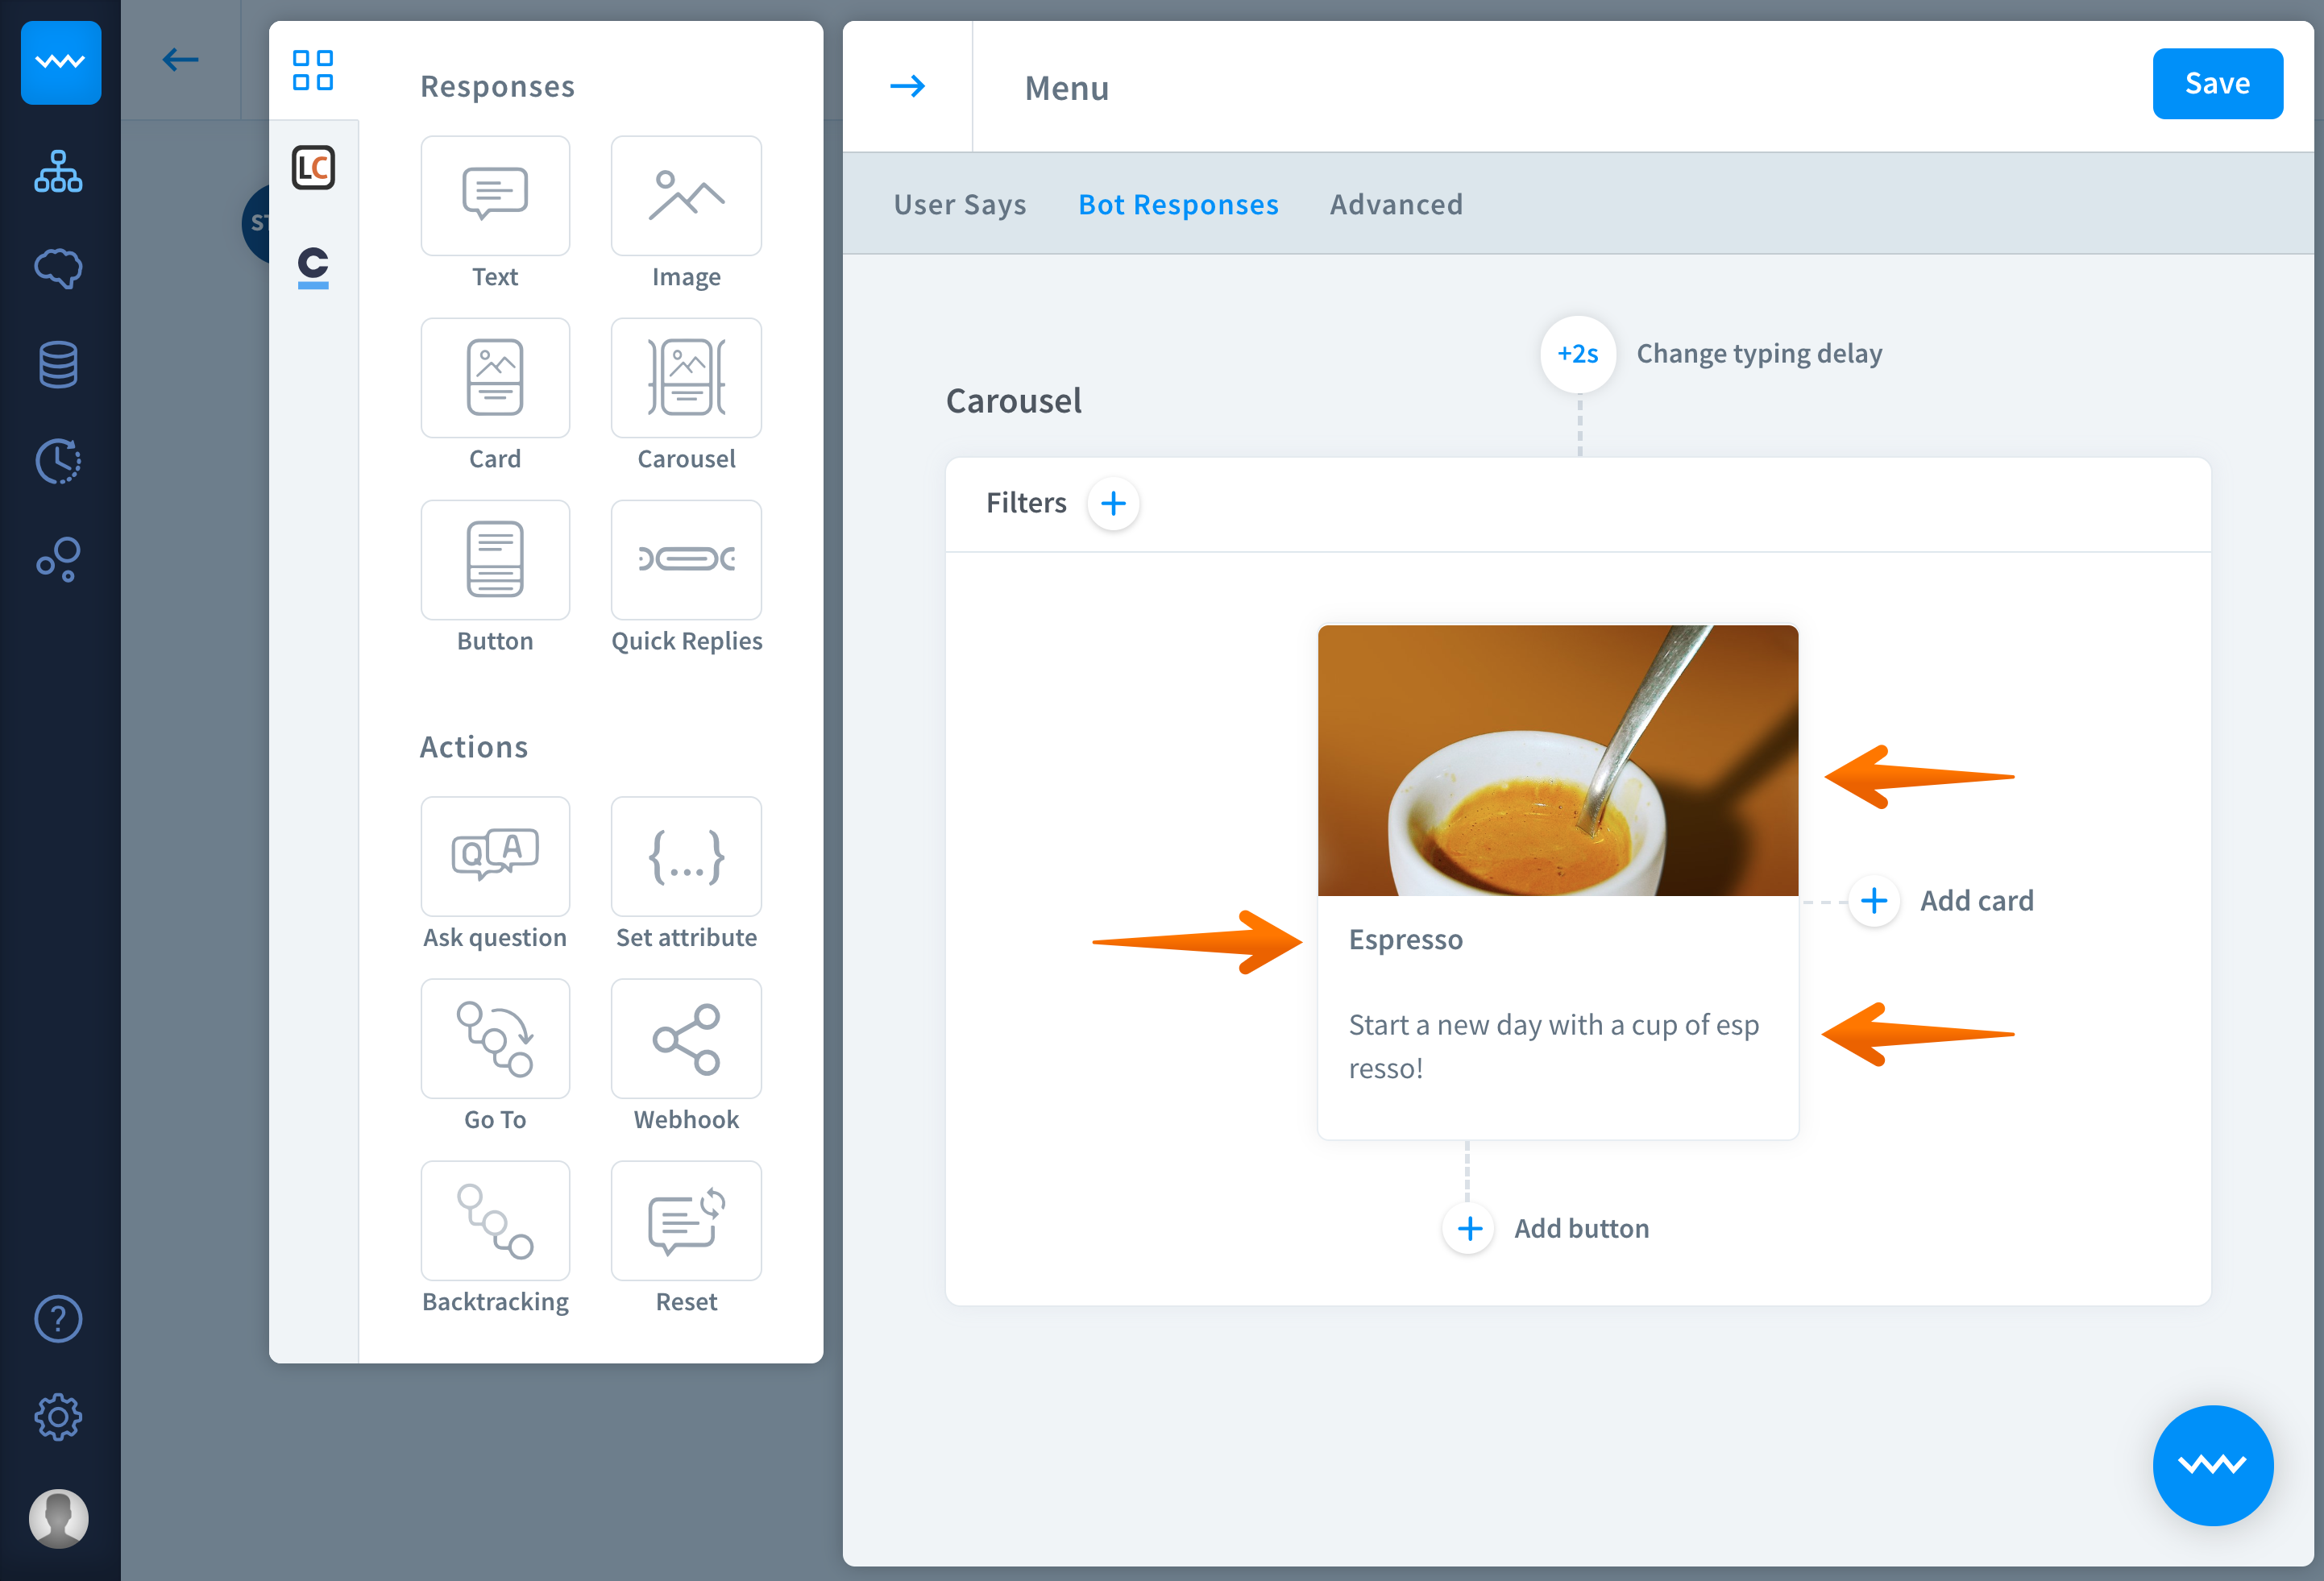 ST
LC
C
Responses
Text
Image
Card
Carousel
Button
Quick Replies
Actions
Q A
{...}
Ask question
Set attribute
Go To
Webhook
Backtracking
Reset
?
Menu
Save
User Says
Bot Responses
Advanced
+2s
Change typing delay
Carousel
Filters
Espresso
Start a new day with a cup of esp
resso!
Add card
Add button